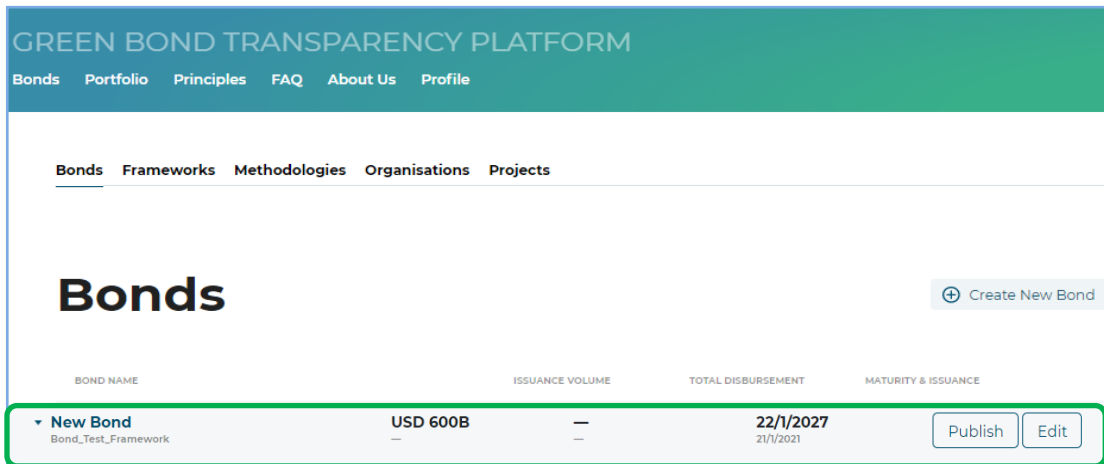 GREEN BOND TRANSPARENCY PLATFORM
Bonds Portfolio Principles FAQ About Us Profile
Bonds Frameworks Methodologies Organisations Projects
Bonds
Create New Bond
BOND NAME ISSUANCE VOLUME TOTAL DISBURSEMENT MATURITY & ISSUANCE
New Bond USD 600B — 22/1/2027 Publish Edit
Bond_Test_Framework — — 21/1/2021